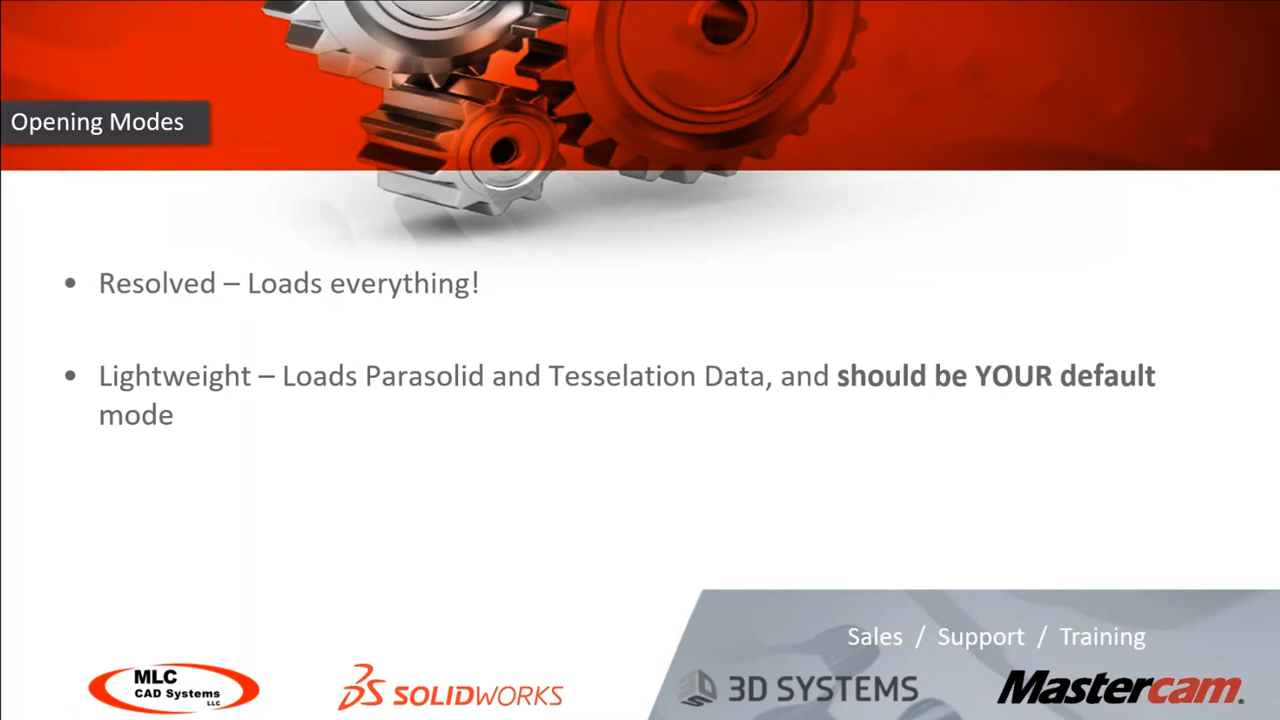 Opening Modes
• Resolved – Loads everything!
• Lightweight – Loads Parasolid and Tesselation Data, and should be YOUR default
mode
Sales / Support / Training
MLC
CAD Systems
LLC
SOLIDWORKS
3D SYSTEMS
Mastercam.